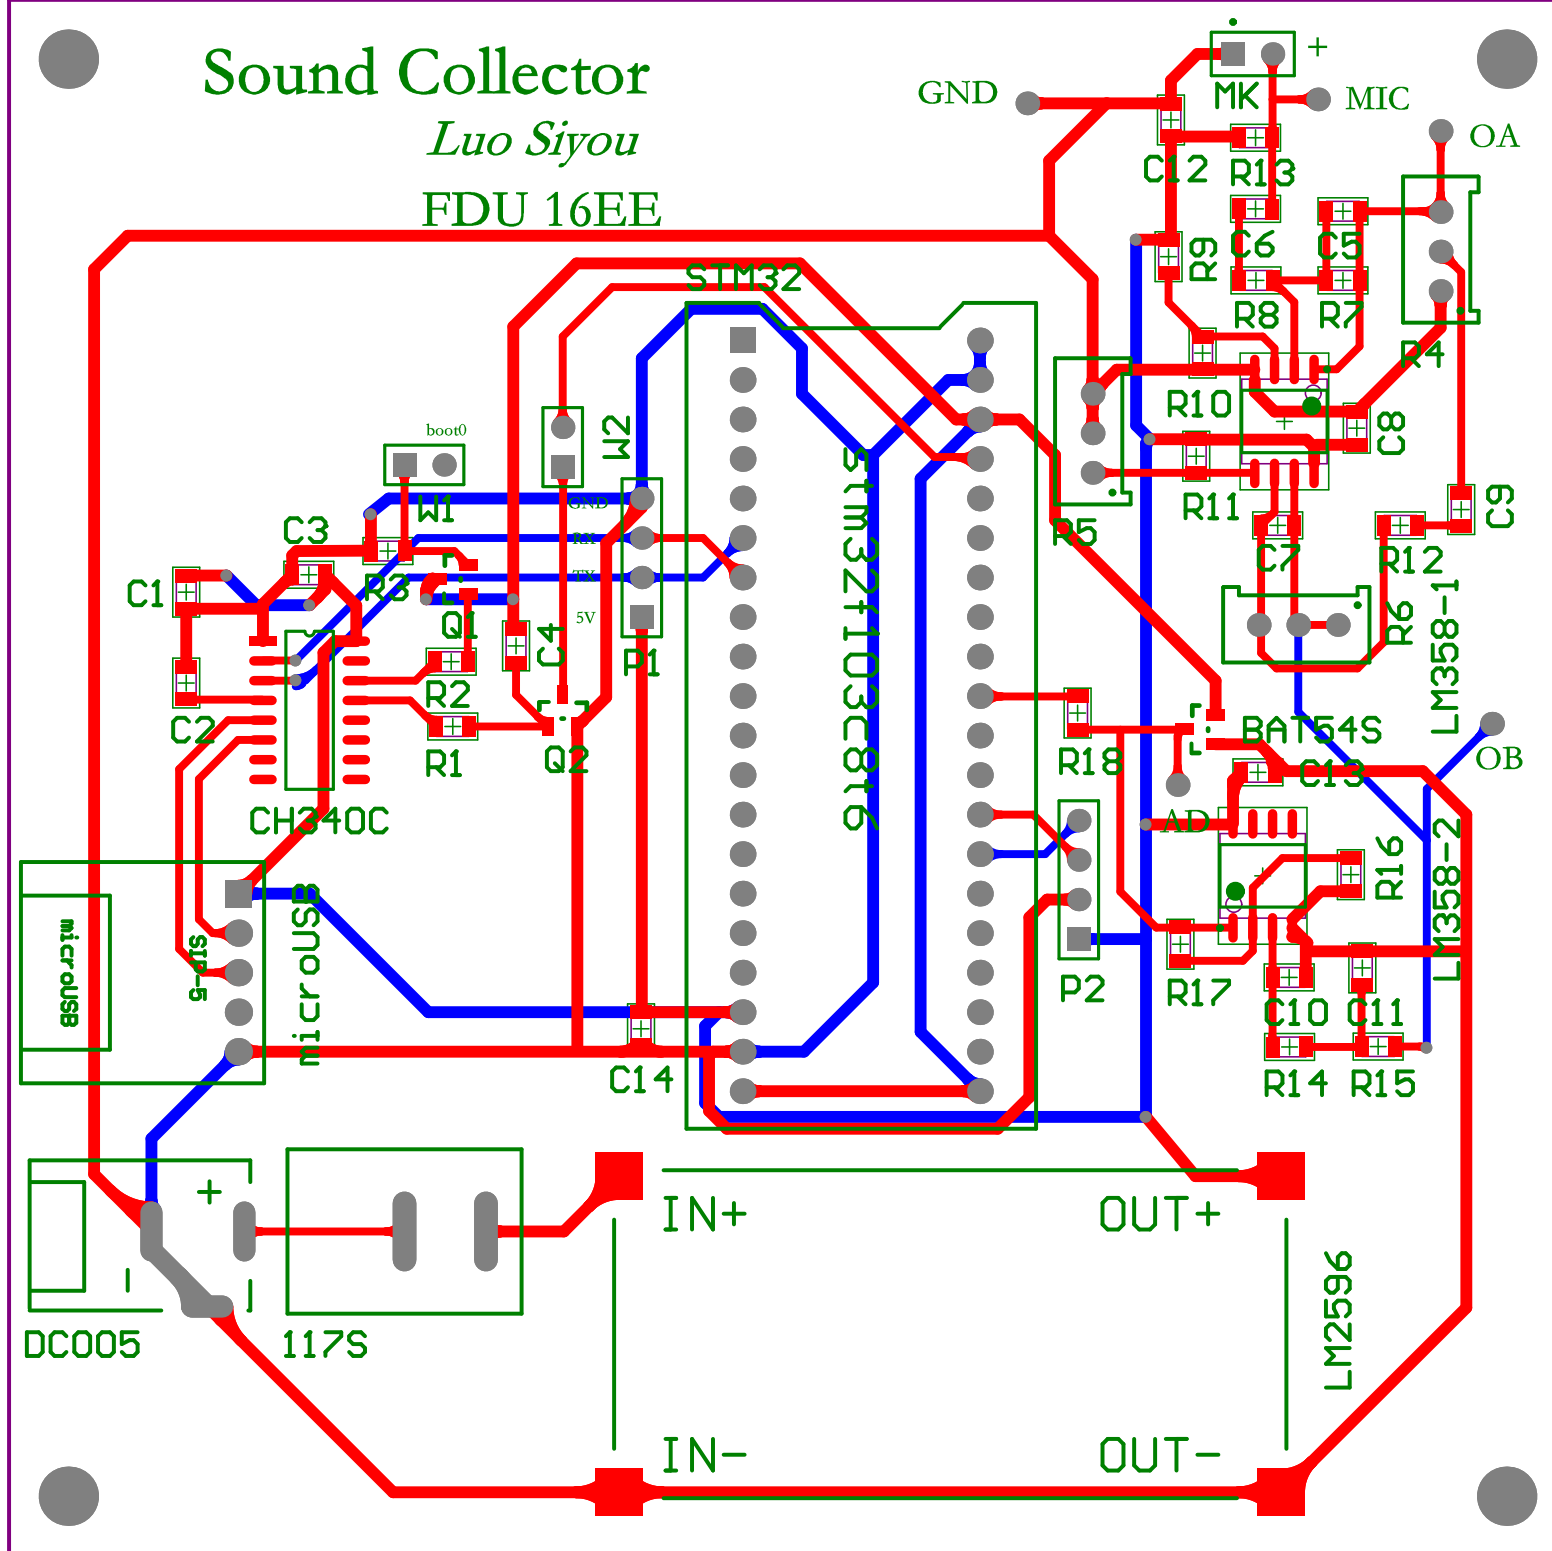 Sound Collector
Luo Siyou
FDU 16EE
GND
MK
+
MIC
OA
C12
R13
R9
C6
C5
R8
R7
R4
STM32
R10
C8
boot0
W2
W1
GND
RX
TX
5V
stm32f103C8t6
R5
R11
C9
C7
R12
C3
C1
R3
Q1
C4
P1
R6
LM358-1
R2
C2
R1
Q2
R18
BAT54S
OB
C13
CH340C
AD
R16
LM358-2
microUSB
SIP-5
microUSB
P2
R17
C10
C11
C14
R14
R15
+
IN+
OUT+
DC005
117S
LM2596
IN-
OUT-